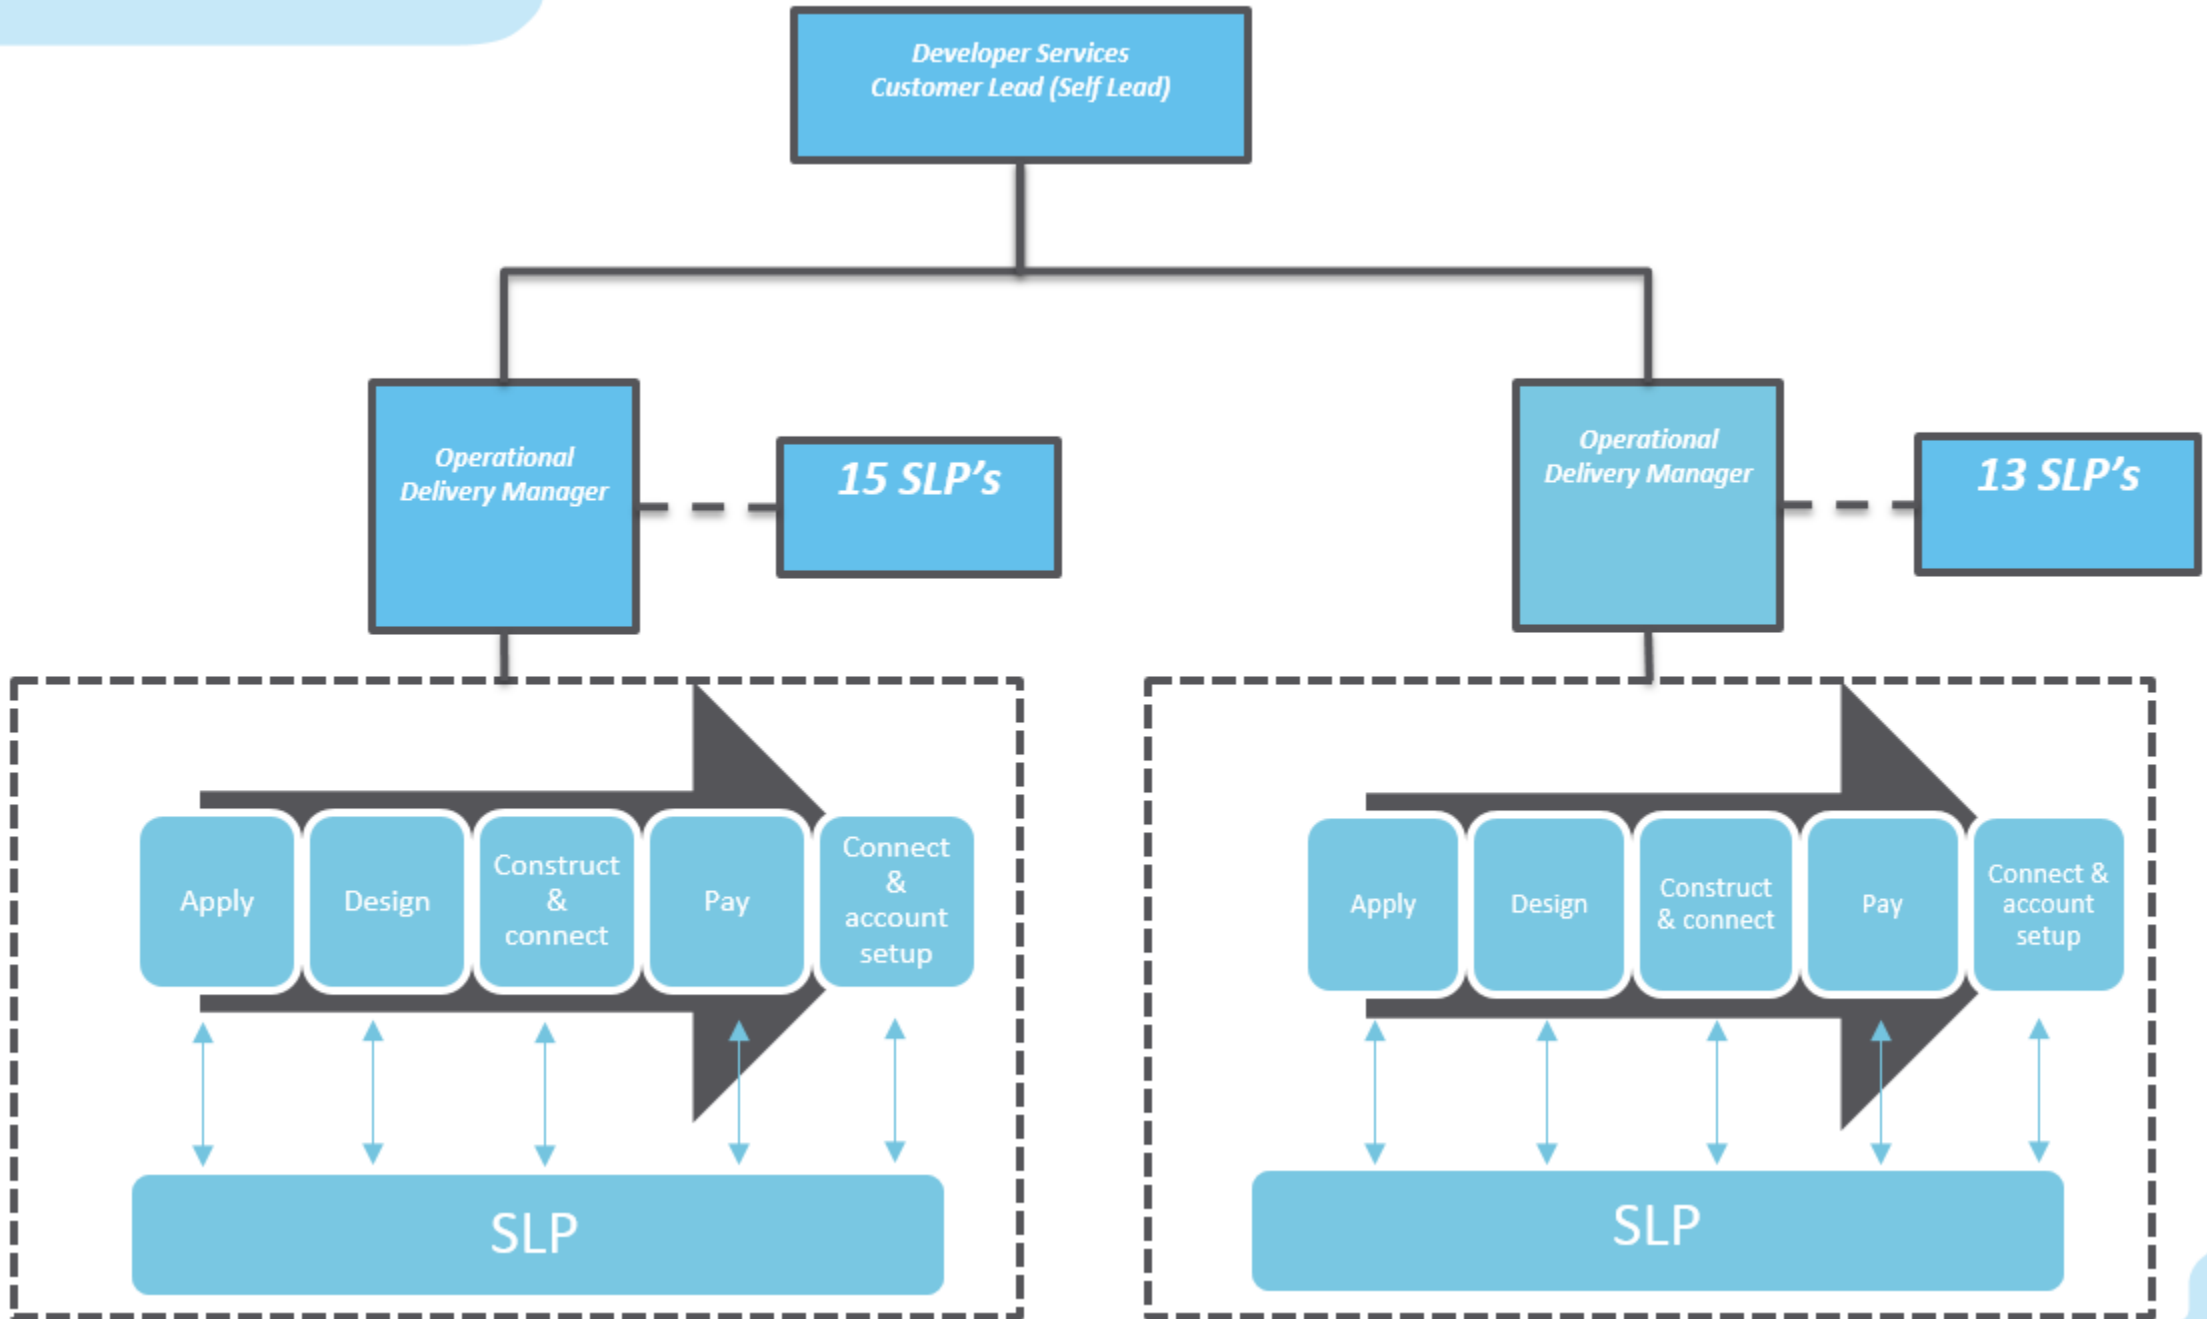 Developer Services
Customer Lead (Self Lead)
Operational
Delivery Manager
15 SLP’s
Operational
Delivery Manager
13 SLP’s
Apply
Design
Construct
&
connect
Pay
Connect
&
account
setup
SLP
Apply
Design
Construct
& connect
Pay
Connect &
account
setup
SLP